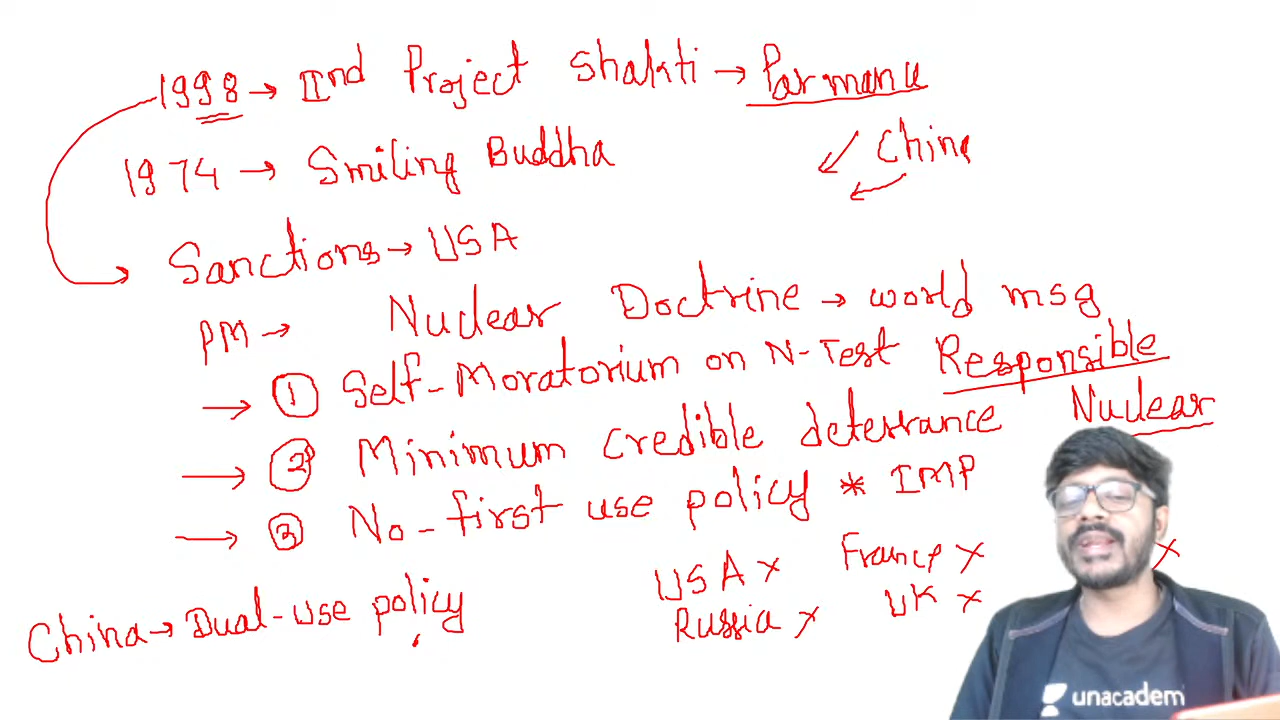 1998 → IInd Project Shakti → Parmanu
China
1974 → Smiling Buddha
Sanctions → USA
PM → Nuclear Doctrine → world msg
→ ① Self-Moratorium on N-Test Responsible
→ ② Minimum credible deterrance Nuclear
→ ③ No-first use policy * IMP
USA × France × ×
Russia × UK ×
China → Dual-use policy
unacadem